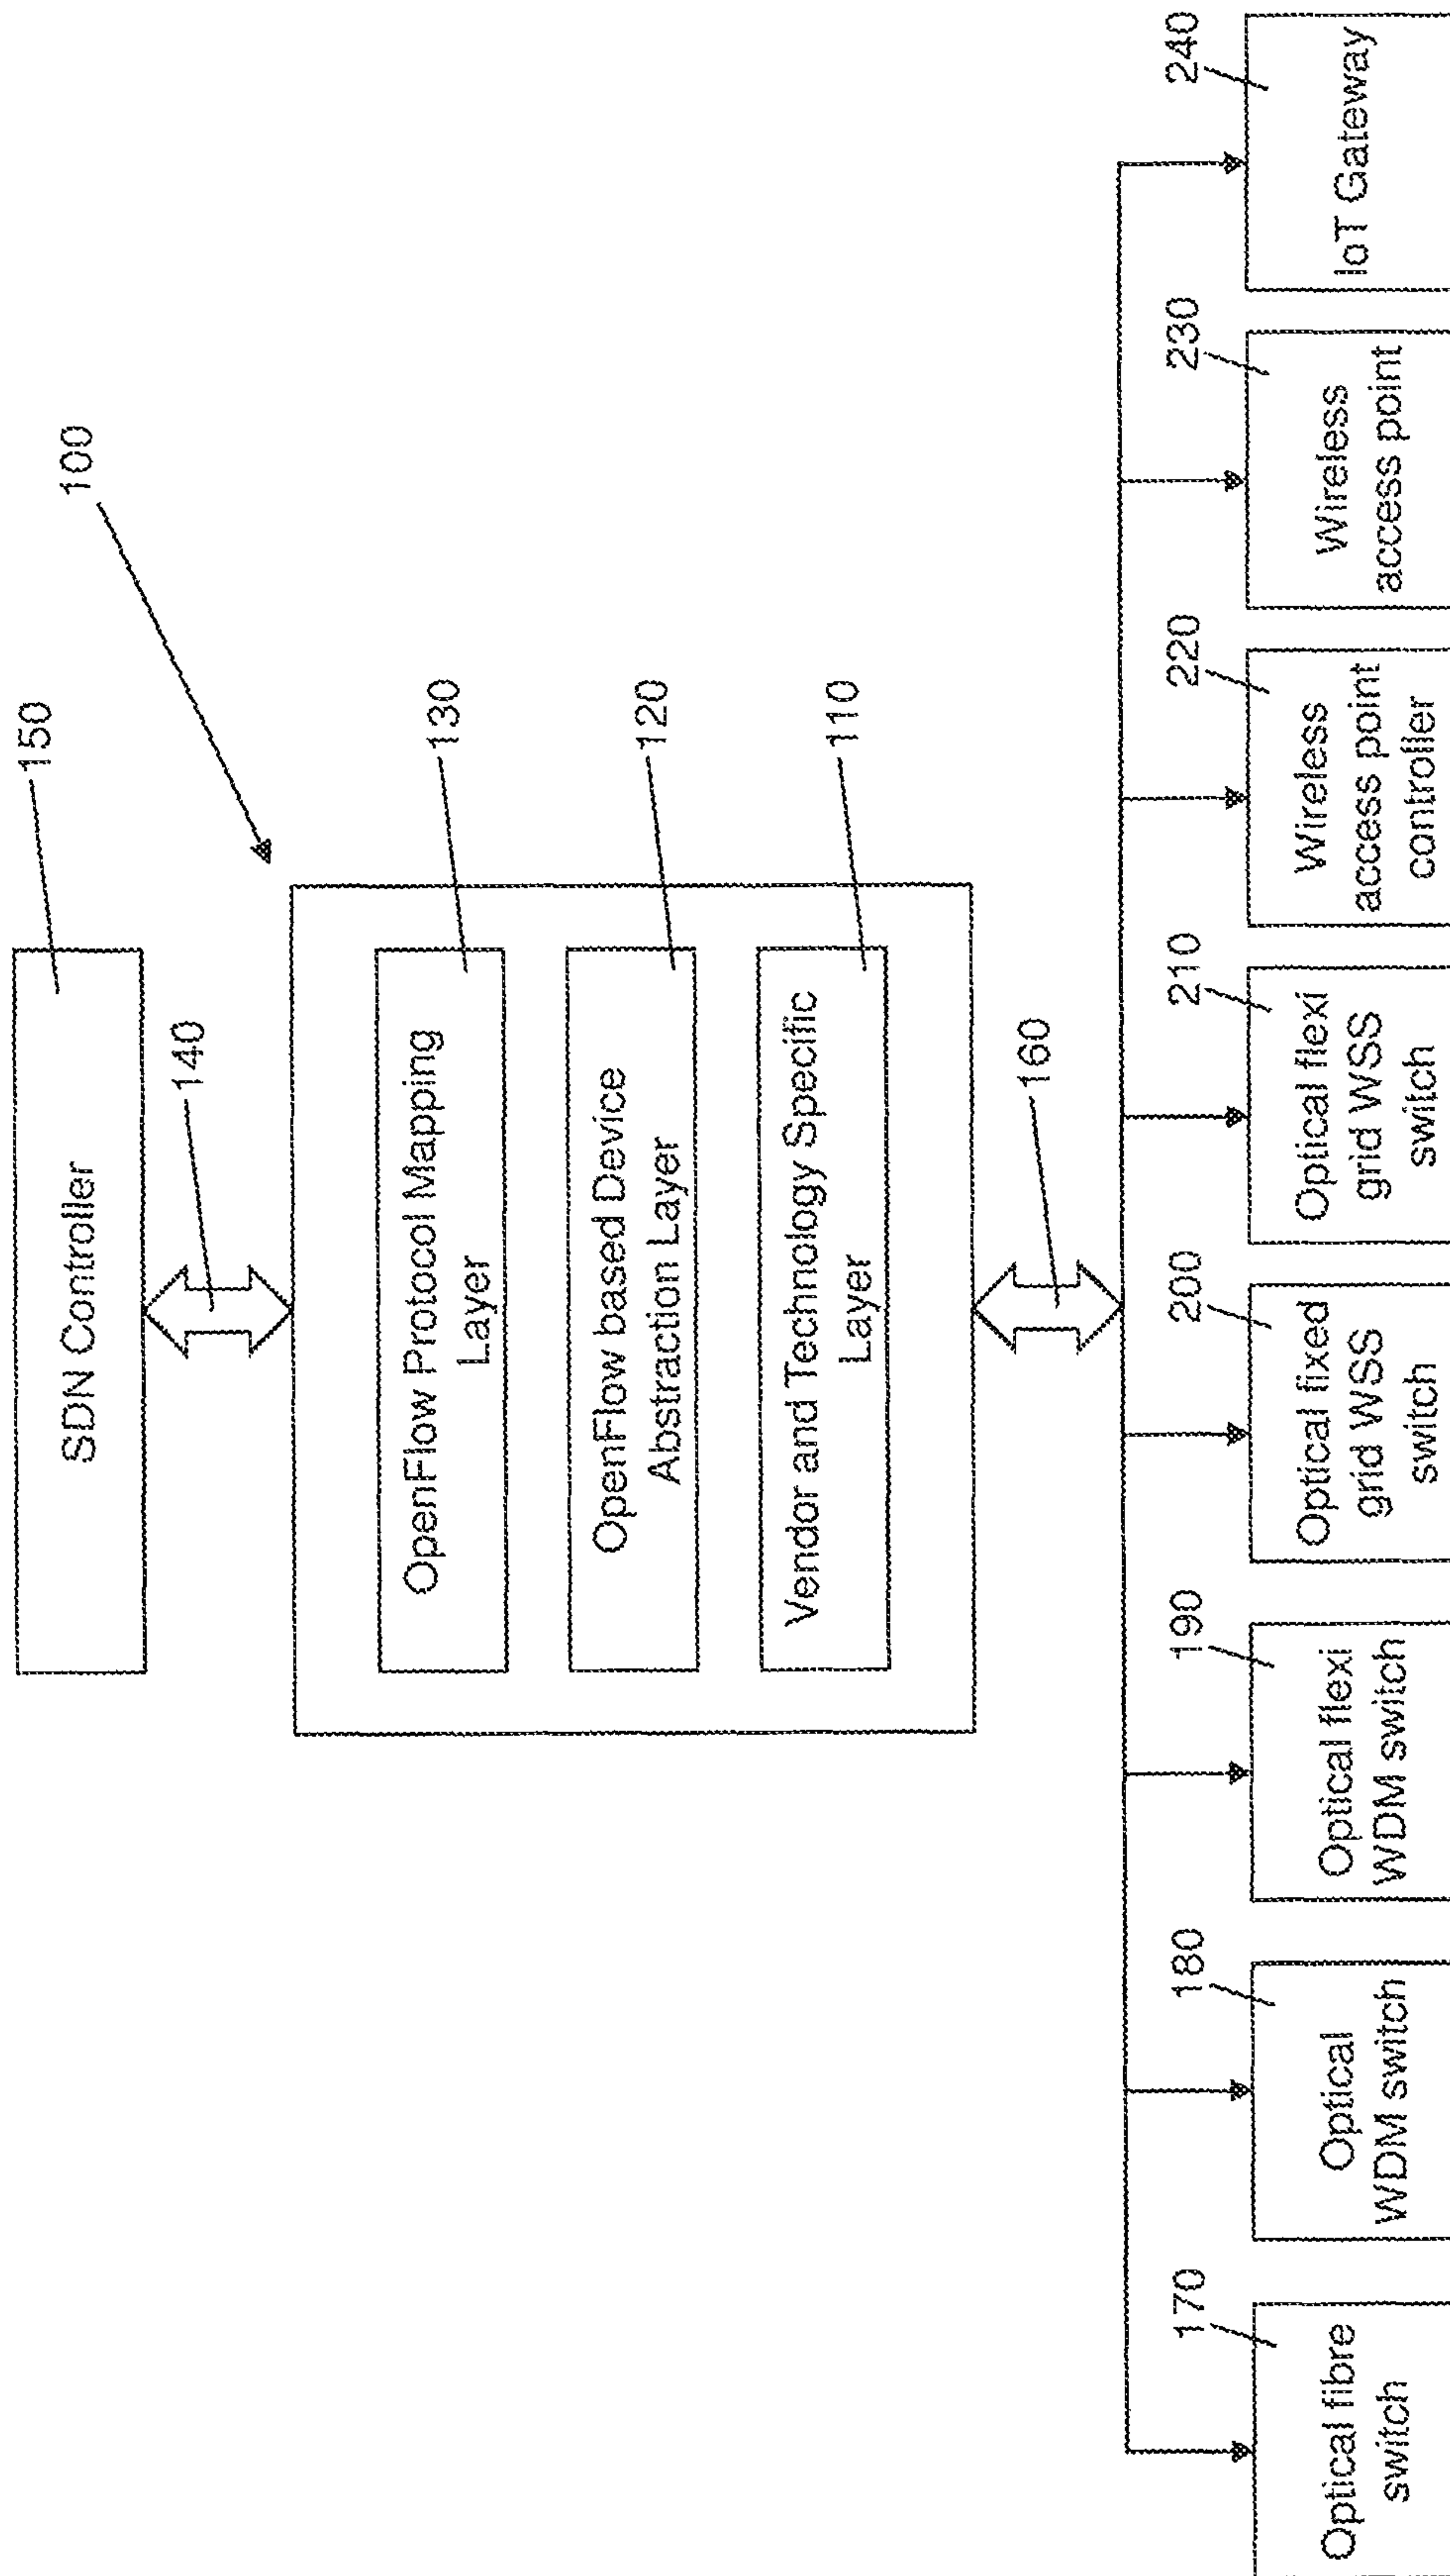 SDN Controller
150
140
100
OpenFlow Protocol Mapping
Layer
130
OpenFlow based Device
Abstraction Layer
120
Vendor and Technology Specific
Layer
110
160
170
Optical fibre
switch
180
Optical
WDM switch
190
Optical flexi
WDM switch
200
Optical fixed
grid WSS
switch
210
Optical flexi
grid WSS
switch
220
Wireless
access point
controller
230
Wireless
access point
240
IoT Gateway